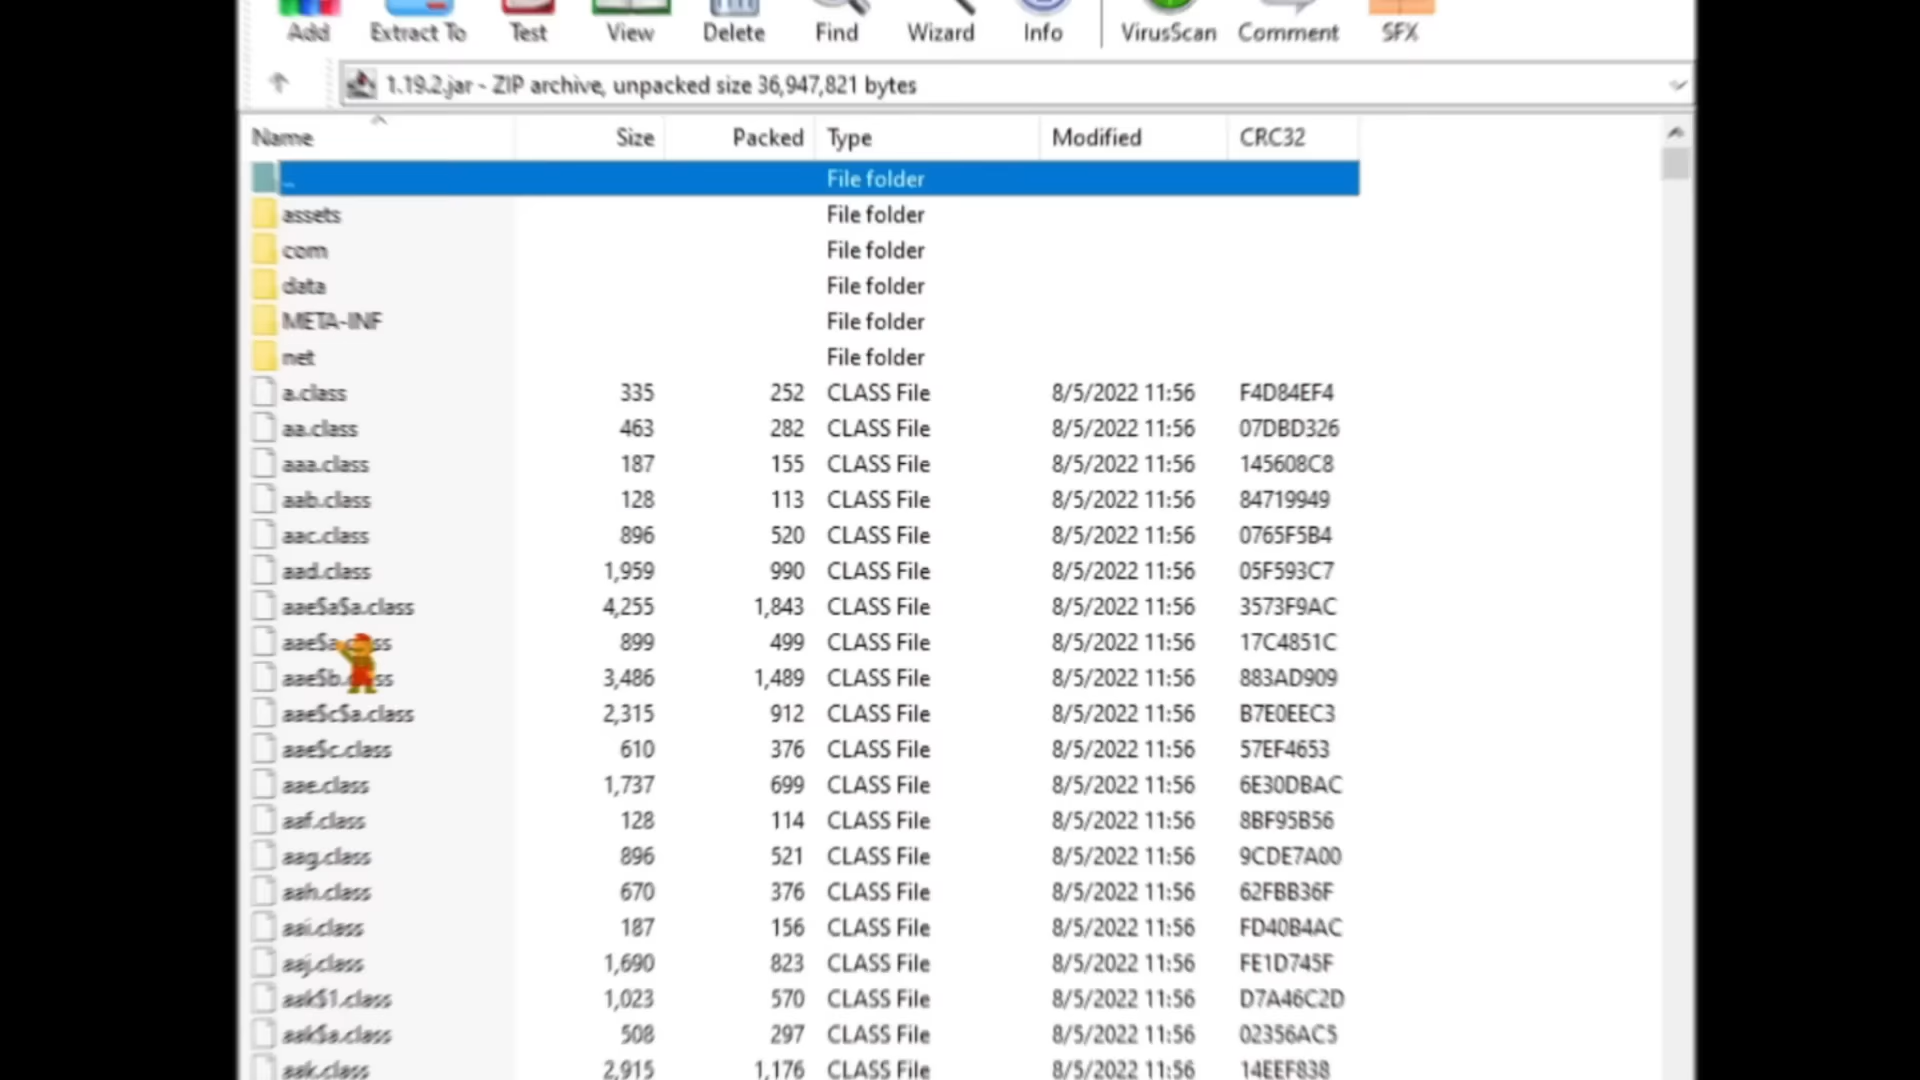 Add Extract To Test View Delete Find Wizard Info VirusScan Comment SFX
1.19.2.jar - ZIP archive, unpacked size 36,947,821 bytes
Name Size Packed Type Modified CRC32
.. File folder
assets File folder
com File folder
data File folder
META-INF File folder
net File folder
a.class 335 252 CLASS File 8/5/2022 11:56 F4D84EF4
aa.class 463 282 CLASS File 8/5/2022 11:56 07DBD326
aaa.class 187 155 CLASS File 8/5/2022 11:56 145608C8
aab.class 128 113 CLASS File 8/5/2022 11:56 84719949
aac.class 896 520 CLASS File 8/5/2022 11:56 0765F5B4
aad.class 1,959 990 CLASS File 8/5/2022 11:56 05F593C7
aae$a$a.class 4,255 1,843 CLASS File 8/5/2022 11:56 3573F9AC
aae$a.class 899 499 CLASS File 8/5/2022 11:56 17C4851C
aae$b.class 3,486 1,489 CLASS File 8/5/2022 11:56 883AD909
aae$c$a.class 2,315 912 CLASS File 8/5/2022 11:56 B7E0EEC3
aae$c.class 610 376 CLASS File 8/5/2022 11:56 57EF4653
aae.class 1,737 699 CLASS File 8/5/2022 11:56 6E30DBAC
aaf.class 128 114 CLASS File 8/5/2022 11:56 8BF95B56
aag.class 896 521 CLASS File 8/5/2022 11:56 9CDE7A00
aah.class 670 376 CLASS File 8/5/2022 11:56 62FBB36F
aai.class 187 156 CLASS File 8/5/2022 11:56 FD40B4AC
aaj.class 1,690 823 CLASS File 8/5/2022 11:56 FE1D745F
aak$1.class 1,023 570 CLASS File 8/5/2022 11:56 D7A46C2D
aak$a.class 508 297 CLASS File 8/5/2022 11:56 02356AC5
aak.class 2,915 1,176 CLASS File 8/5/2022 11:56 14EEF838